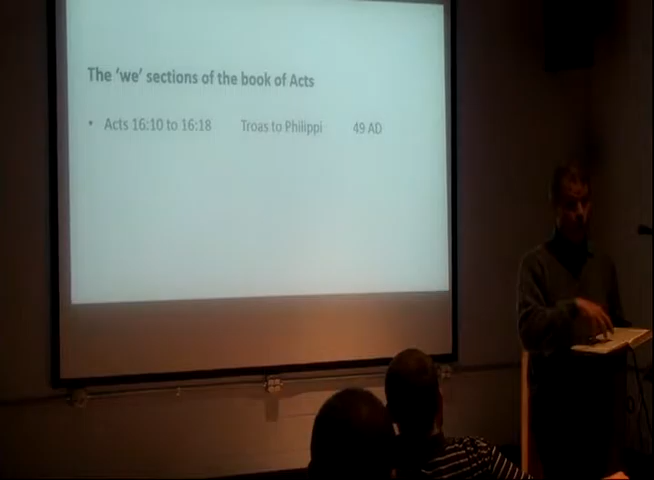 The 'we' sections of the book of Acts
• Acts 16:10 to 16:18 Troas to Philippi 49 AD